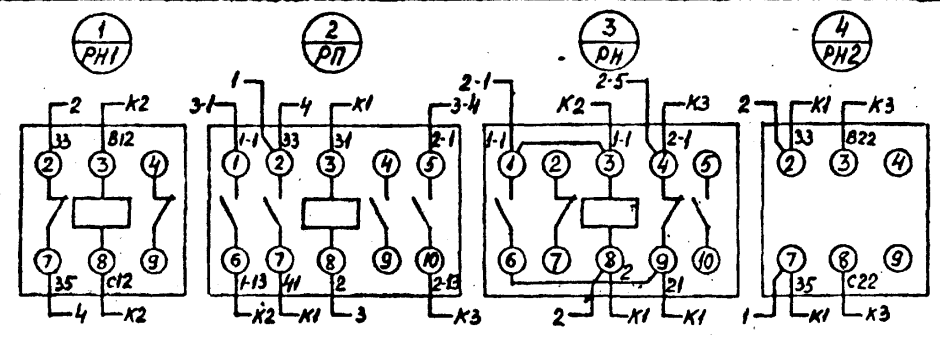 1 2 3 4
РН1 РП РН РН2
1 2-1 2-5
2 К2 3-1 4 К1 3-4 К2 К3 2 К1 К3
33 В12 1-1 33 31 2-1 1-1 1-1 2-1 33 В22
2 3 4 1 2 3 4 5 1 2 3 4 5 2 3 4
7 8 9 6 7 8 9 10 6 7 8 9 10 7 8 9
35 С12 1-13 41 2 2-13 2 21 35 С22
4 К2 К2 К1 3 К3 2 К1 К1 1 К1 К3